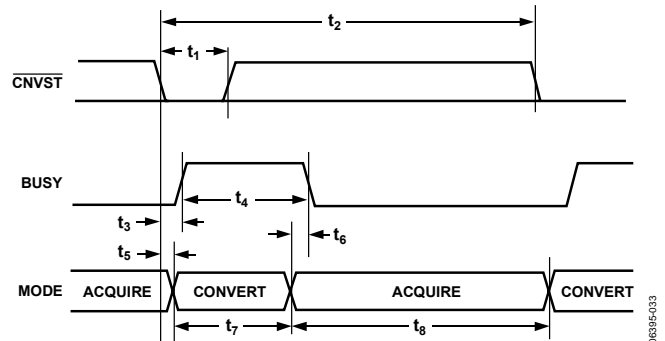 t2
t1
CNVST
BUSY
t4
t3
t6
t5
MODE
ACQUIRE
CONVERT
ACQUIRE
CONVERT
t7
t8
06395-033